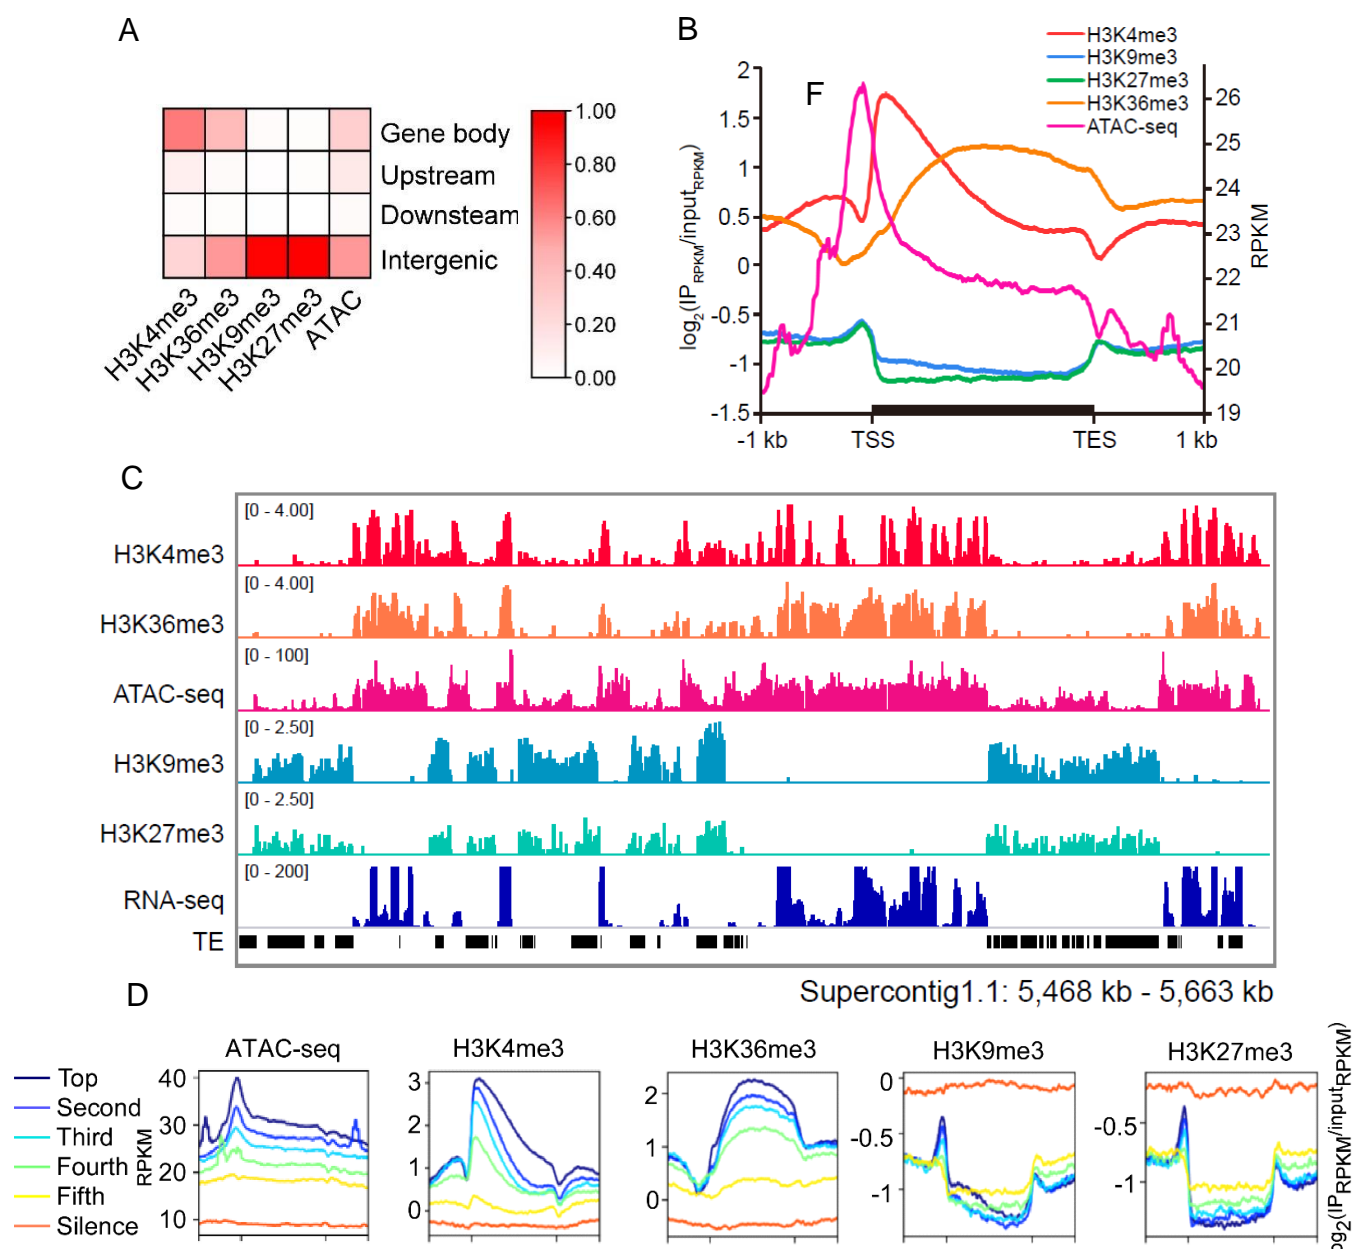 A
Gene body
Upstream
Downsteam
Intergenic
H3K4me3
H3K36me3
H3K9me3
H3K27me3
ATAC
1.00
0.80
0.60
0.40
0.20
0.00
B
F
H3K4me3
H3K9me3
H3K27me3
H3K36me3
ATAC-seq
log2(IPRPKM/inputRPKM)
2
1.5
1
0.5
0
-0.5
-1
-1.5
26
25
24
23
22
21
20
19
RPKM
-1 kb
TSS
TES
1 kb
C
[0 - 4.00]
H3K4me3
[0 - 4.00]
H3K36me3
[0 - 100]
ATAC-seq
[0 - 2.50]
H3K9me3
[0 - 2.50]
H3K27me3
[0 - 200]
RNA-seq
TE
Supercontig1.1: 5,468 kb - 5,663 kb
D
Top
Second
Third
Fourth
Fifth
Silence
ATAC-seq
RPKM
40
30
20
10
H3K4me3
3
2
1
0
H3K36me3
2
1
0
H3K9me3
0
-0.5
-1
H3K27me3
-0.5
-1
log2(IPRPKM/inputRPKM)